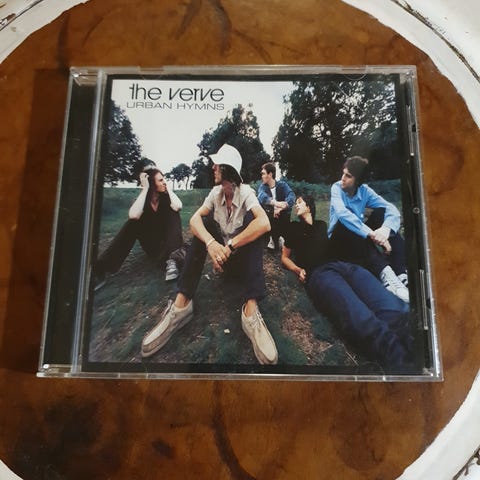 the verve
URBAN HYMNS